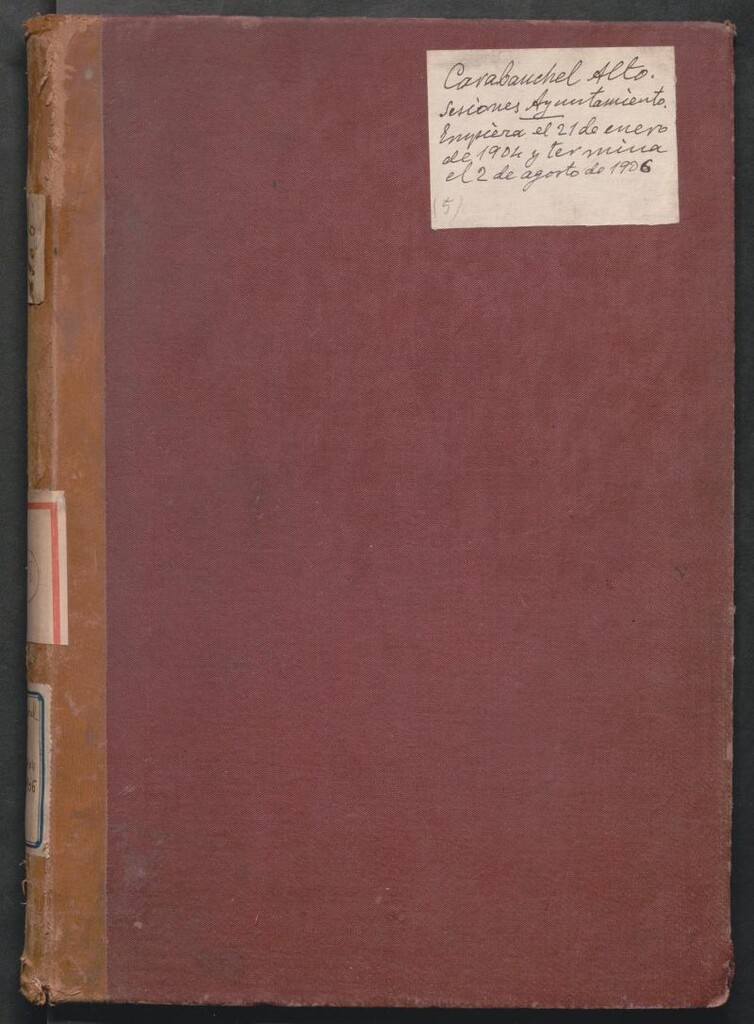 Carabanchel Alto.
Sesiones Ayuntamiento.
Empieza el 21 de enero
de 1904 y termina
el 2 de agosto de 1906
(5)